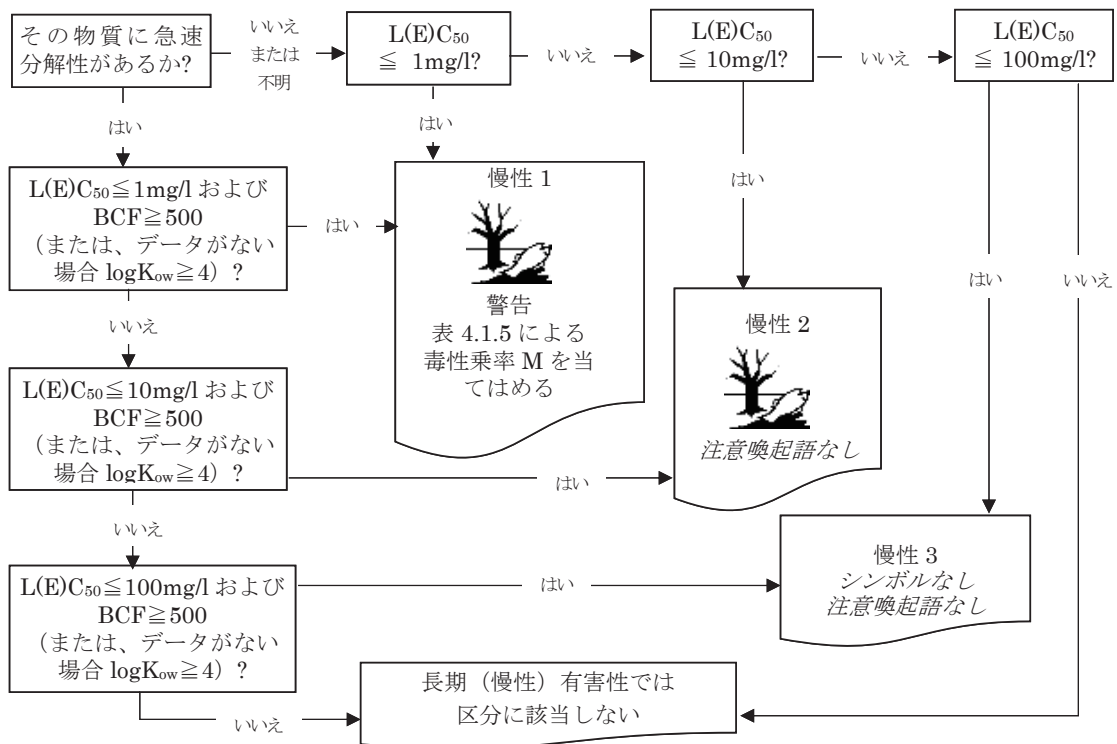 その物質に急速
分解性があるか?
いいえ
または
不明
L(E)C₅₀
≦ 1mg/l?
いいえ
L(E)C₅₀
≦ 10mg/l?
いいえ
L(E)C₅₀
≦ 100mg/l?
はい
はい
はい
はい
いいえ
L(E)C₅₀≦1mg/l および
BCF≧500
（または、データがない
場合 logKₒw≧4）?
はい
慢性 1
警告
表 4.1.5 による
毒性乗率 M を当
てはめる
いいえ
慢性 2
注意喚起語なし
L(E)C₅₀≦10mg/l および
BCF≧500
（または、データがない
場合 logKₒw≧4）?
はい
いいえ
慢性 3
シンボルなし
注意喚起語なし
L(E)C₅₀≦100mg/l および
BCF≧500
（または、データがない
場合 logKₒw≧4）?
はい
いいえ
長期（慢性）有害性では
区分に該当しない